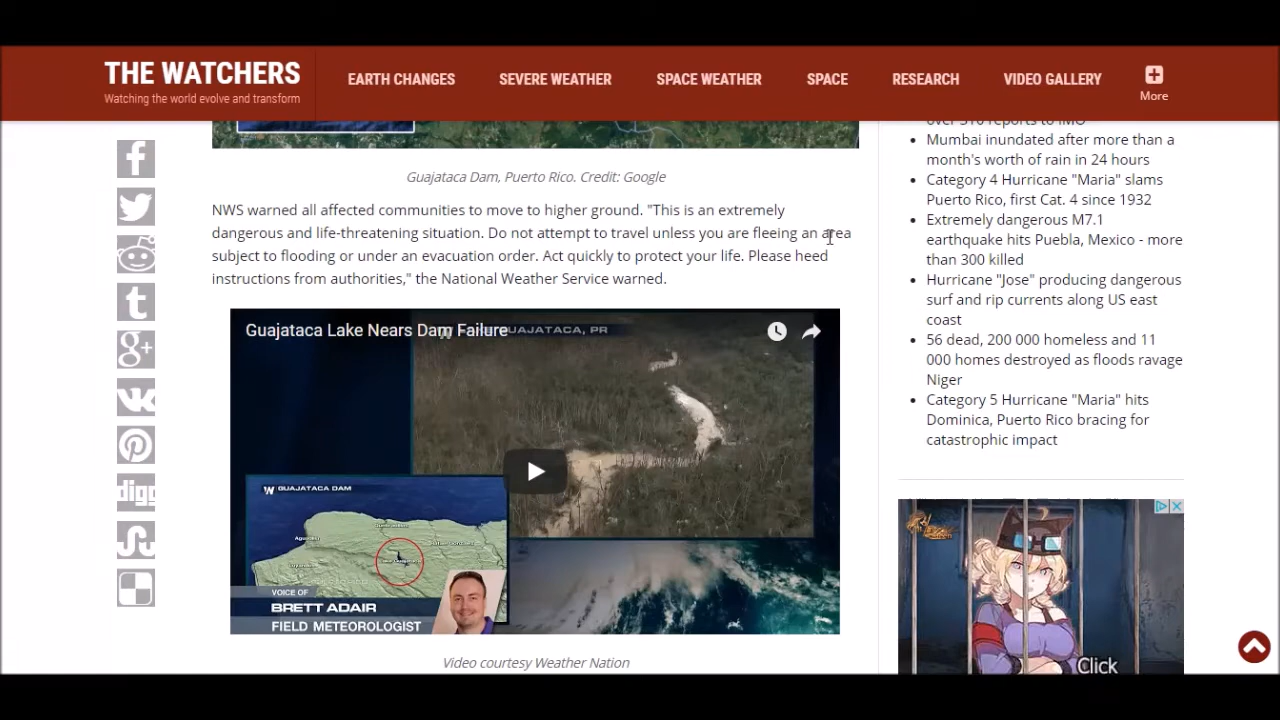 THE WATCHERS
Watching the world evolve and transform
EARTH CHANGES
SEVERE WEATHER
SPACE WEATHER
SPACE
RESEARCH
VIDEO GALLERY
More
Guajataca Dam, Puerto Rico. Credit: Google
NWS warned all affected communities to move to higher ground. "This is an extremely
dangerous and life-threatening situation. Do not attempt to travel unless you are fleeing an area
subject to flooding or under an evacuation order. Act quickly to protect your life. Please heed
instructions from authorities," the National Weather Service warned.
Guajataca Lake Nears Dam Failure
GUAJATACA, PR
GUAJATACA DAM
VOICE OF
BRETT ADAIR
FIELD METEOROLOGIST
Video courtesy Weather Nation
over 310 reports to IMO
Mumbai inundated after more than a
month's worth of rain in 24 hours
Category 4 Hurricane "Maria" slams
Puerto Rico, first Cat. 4 since 1932
Extremely dangerous M7.1
earthquake hits Puebla, Mexico - more
than 300 killed
Hurricane "Jose" producing dangerous
surf and rip currents along US east
coast
56 dead, 200 000 homeless and 11
000 homes destroyed as floods ravage
Niger
Category 5 Hurricane "Maria" hits
Dominica, Puerto Rico bracing for
catastrophic impact
Click
digg